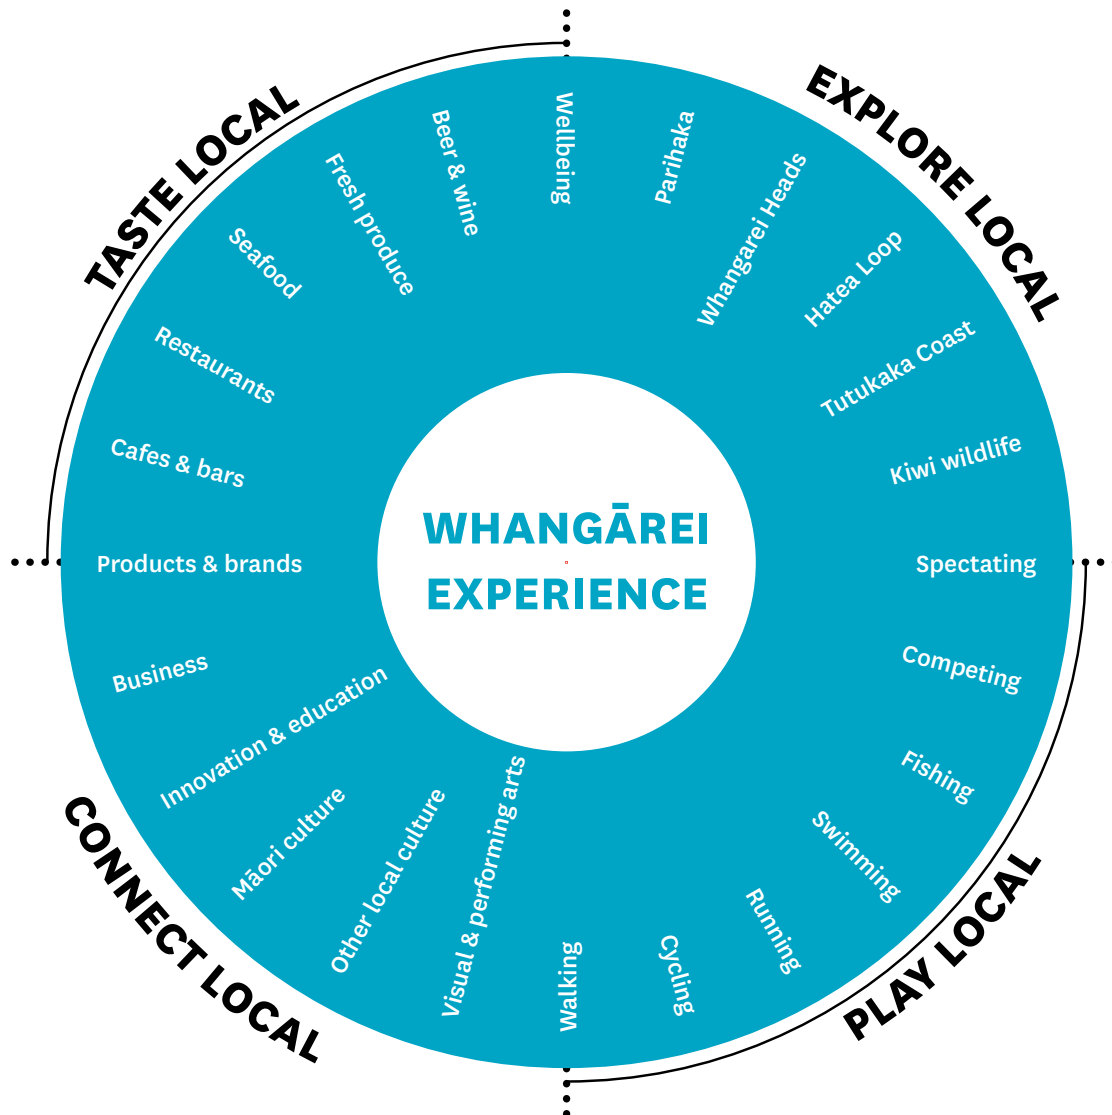 TASTE LOCAL
EXPLORE LOCAL
PLAY LOCAL
CONNECT LOCAL
WHANGĀREI
EXPERIENCE
Wellbeing
Parihaka
Whangarei Heads
Hatea Loop
Tutukaka Coast
Kiwi wildlife
Spectating
Competing
Fishing
Swimming
Running
Cycling
Walking
Visual & performing arts
Other local culture
Māori culture
Innovation & education
Business
Products & brands
Cafes & bars
Restaurants
Seafood
Fresh produce
Beer & wine